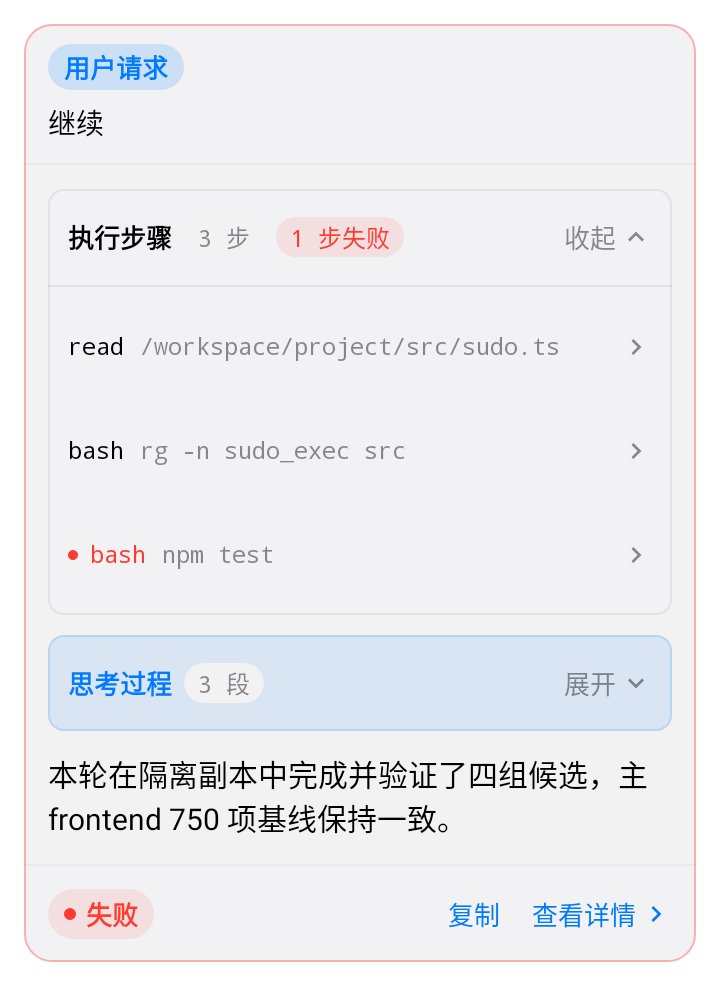 用户请求
继续
执行步骤 3 步 1 步失败 收起
read /workspace/project/src/sudo.ts
bash rg -n sudo_exec src
bash npm test
思考过程 3 段 展开
本轮在隔离副本中完成并验证了四组候选，主
frontend 750 项基线保持一致。
失败 复制 查看详情